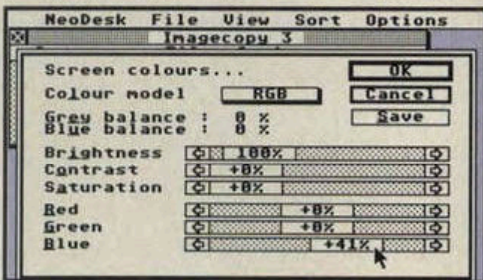 NeoDesk File View Sort Options
Imagecopy 3
Screen colours...
OK
Colour model RGB
Cancel
Grey balance : 0 %
Save
Blue balance : 0 %
Brightness 100%
Contrast +0%
Saturation +0%
Red +0%
Green +0%
Blue +41%